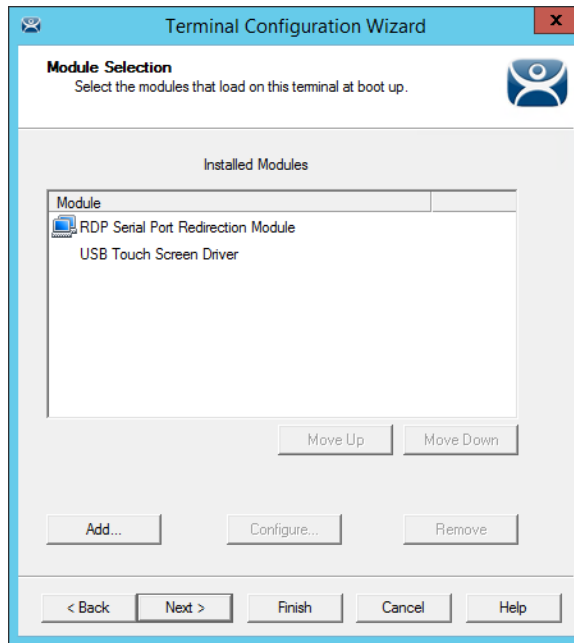 Terminal Configuration Wizard
x
Module Selection
Select the modules that load on this terminal at boot up.
Installed Modules
Module
RDP Serial Port Redirection Module
USB Touch Screen Driver
Move Up Move Down
Add... Configure... Remove
< Back Next > Finish Cancel Help